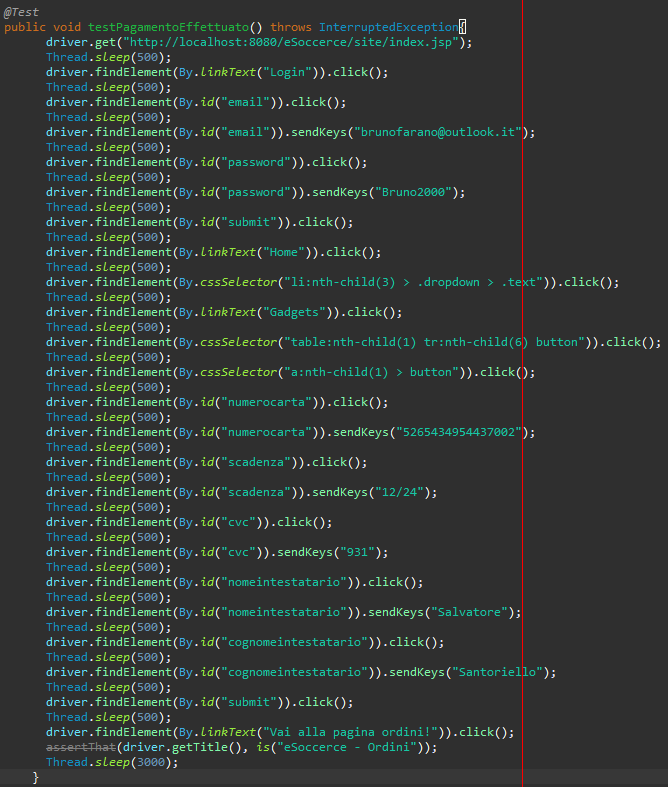 @Test
public void testPagamentoEffettuato() throws InterruptedException{
driver.get("http://localhost:8080/eSoccerce/site/index.jsp");
Thread.sleep(500);
driver.findElement(By.linkText("Login")).click();
Thread.sleep(500);
driver.findElement(By.id("email")).click();
Thread.sleep(500);
driver.findElement(By.id("email")).sendKeys("brunofarano@outlook.it");
Thread.sleep(500);
driver.findElement(By.id("password")).click();
Thread.sleep(500);
driver.findElement(By.id("password")).sendKeys("Bruno2000");
Thread.sleep(500);
driver.findElement(By.id("submit")).click();
Thread.sleep(500);
driver.findElement(By.linkText("Home")).click();
Thread.sleep(500);
driver.findElement(By.cssSelector("li:nth-child(3) > .dropdown > .text")).click();
Thread.sleep(500);
driver.findElement(By.linkText("Gadgets")).click();
Thread.sleep(500);
driver.findElement(By.cssSelector("table:nth-child(1) tr:nth-child(6) button")).click();
Thread.sleep(500);
driver.findElement(By.cssSelector("a:nth-child(1) > button")).click();
Thread.sleep(500);
driver.findElement(By.id("numerocarta")).click();
Thread.sleep(500);
driver.findElement(By.id("numerocarta")).sendKeys("5265434954437002");
Thread.sleep(500);
driver.findElement(By.id("scadenza")).click();
Thread.sleep(500);
driver.findElement(By.id("scadenza")).sendKeys("12/24");
Thread.sleep(500);
driver.findElement(By.id("cvc")).click();
Thread.sleep(500);
driver.findElement(By.id("cvc")).sendKeys("931");
Thread.sleep(500);
driver.findElement(By.id("nomeintestatario")).click();
Thread.sleep(500);
driver.findElement(By.id("nomeintestatario")).sendKeys("Salvatore");
Thread.sleep(500);
driver.findElement(By.id("cognomeintestatario")).click();
Thread.sleep(500);
driver.findElement(By.id("cognomeintestatario")).sendKeys("Santoriello");
Thread.sleep(500);
driver.findElement(By.id("submit")).click();
Thread.sleep(500);
driver.findElement(By.linkText("Vai alla pagina ordini!")).click();
assertThat(driver.getTitle(), is("eSoccerce - Ordini"));
Thread.sleep(3000);
}